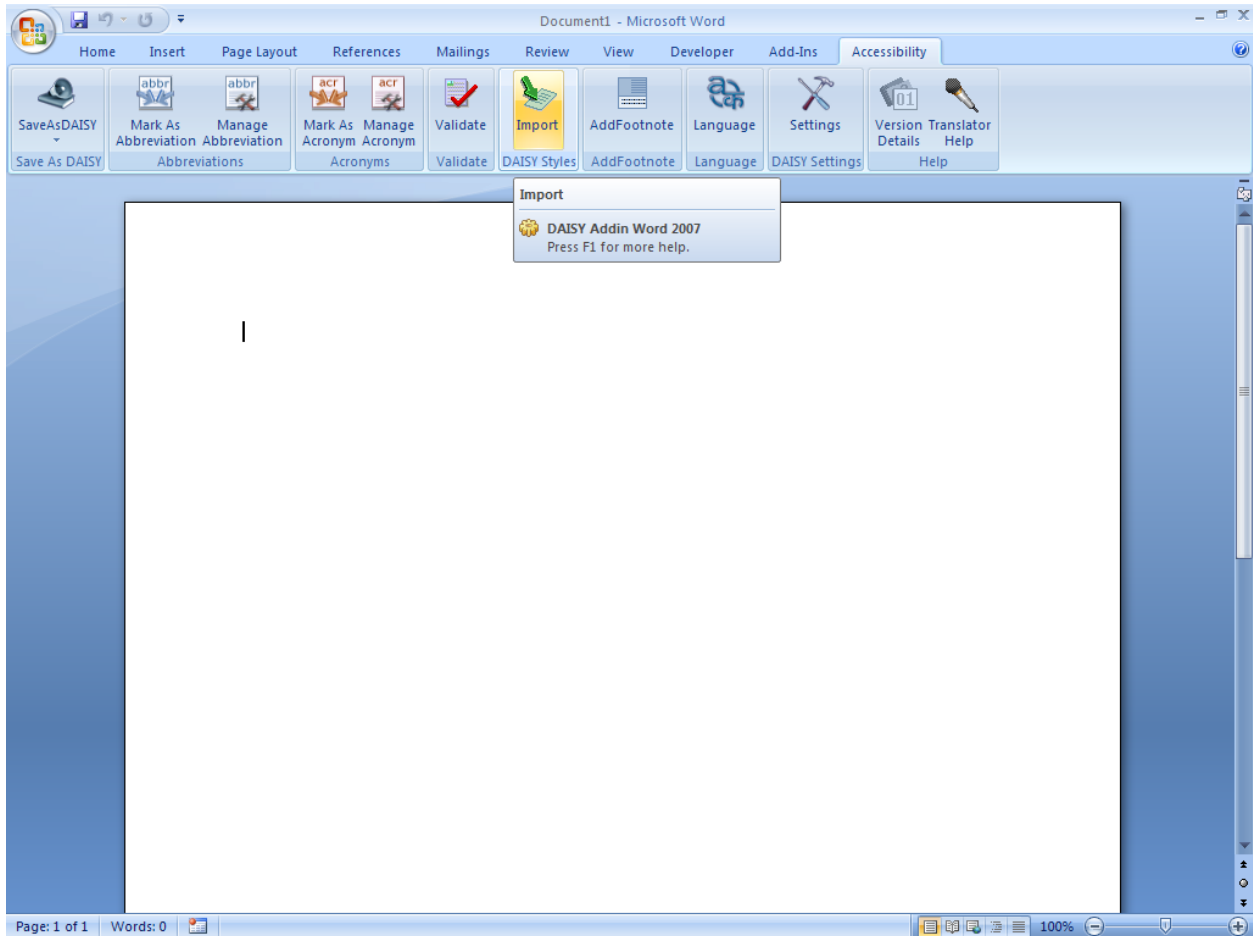 Document1 - Microsoft Word
Home Insert Page Layout References Mailings Review View Developer Add-Ins Accessibility
abbr abbr acr acr
SaveAsDAISY Mark As Manage Mark As Manage Validate Import AddFootnote Language Settings Version Translator
Abbreviation Abbreviation Acronym Acronym Details Help
Save As DAISY Abbreviations Acronyms Validate DAISY Styles AddFootnote Language DAISY Settings Help
Import
DAISY Addin Word 2007
Press F1 for more help.
Page: 1 of 1 Words: 0 100%